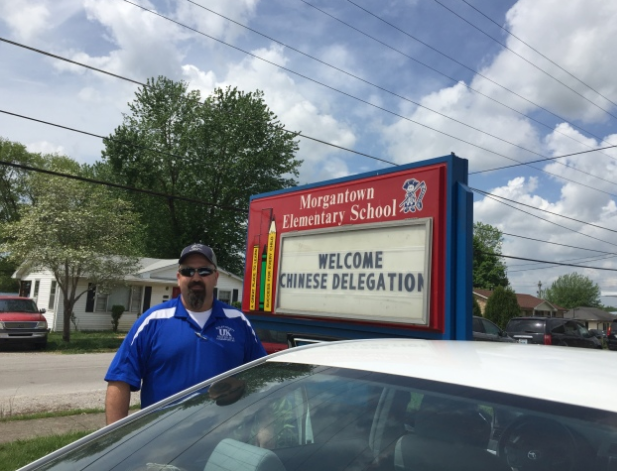 Morgantown
Elementary School
WELCOME
CHINESE DELEGATION
UK